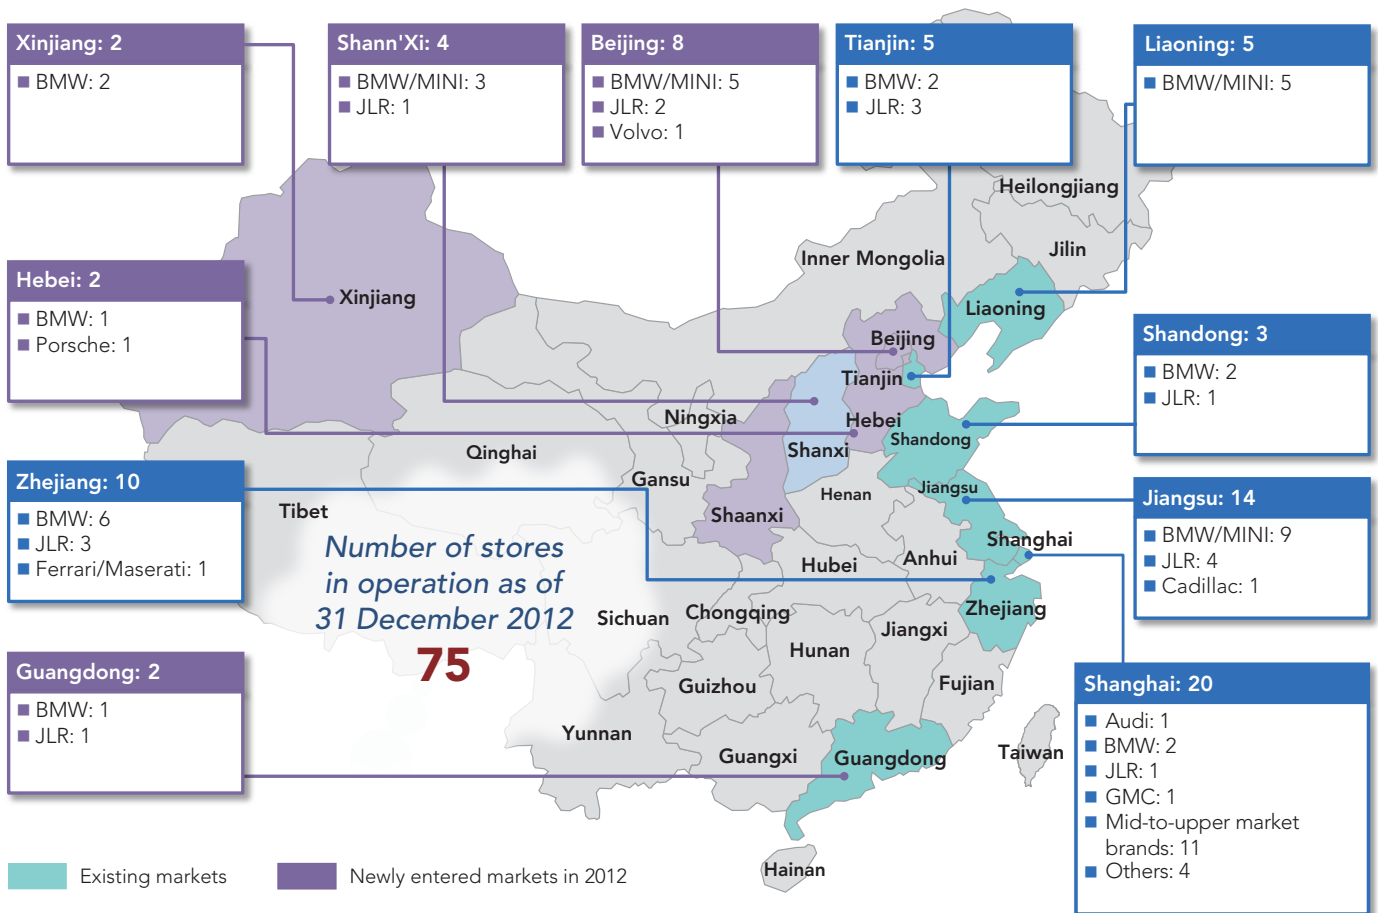 Xinjiang: 2
BMW: 2
Shann'Xi: 4
BMW/MINI: 3
JLR: 1
Beijing: 8
BMW/MINI: 5
JLR: 2
Volvo: 1
Tianjin: 5
BMW: 2
JLR: 3
Liaoning: 5
BMW/MINI: 5
Hebei: 2
BMW: 1
Porsche: 1
Shandong: 3
BMW: 2
JLR: 1
Zhejiang: 10
BMW: 6
JLR: 3
Ferrari/Maserati: 1
Jiangsu: 14
BMW/MINI: 9
JLR: 4
Cadillac: 1
Guangdong: 2
BMW: 1
JLR: 1
Shanghai: 20
Audi: 1
BMW: 2
JLR: 1
GMC: 1
Mid-to-upper market
brands: 11
Others: 4
Heilongjiang
Jilin
Inner Mongolia
Xinjiang
Liaoning
Beijing
Tianjin
Ningxia
Hebei
Shandong
Shanxi
Qinghai
Gansu
Henan
Jiangsu
Tibet
Shaanxi
Shanghai
Anhui
Hubei
Number of stores
in operation as of
31 December 2012
75
Sichuan
Chongqing
Zhejiang
Jiangxi
Hunan
Guizhou
Fujian
Yunnan
Guangxi
Guangdong
Taiwan
Hainan
Existing markets
Newly entered markets in 2012